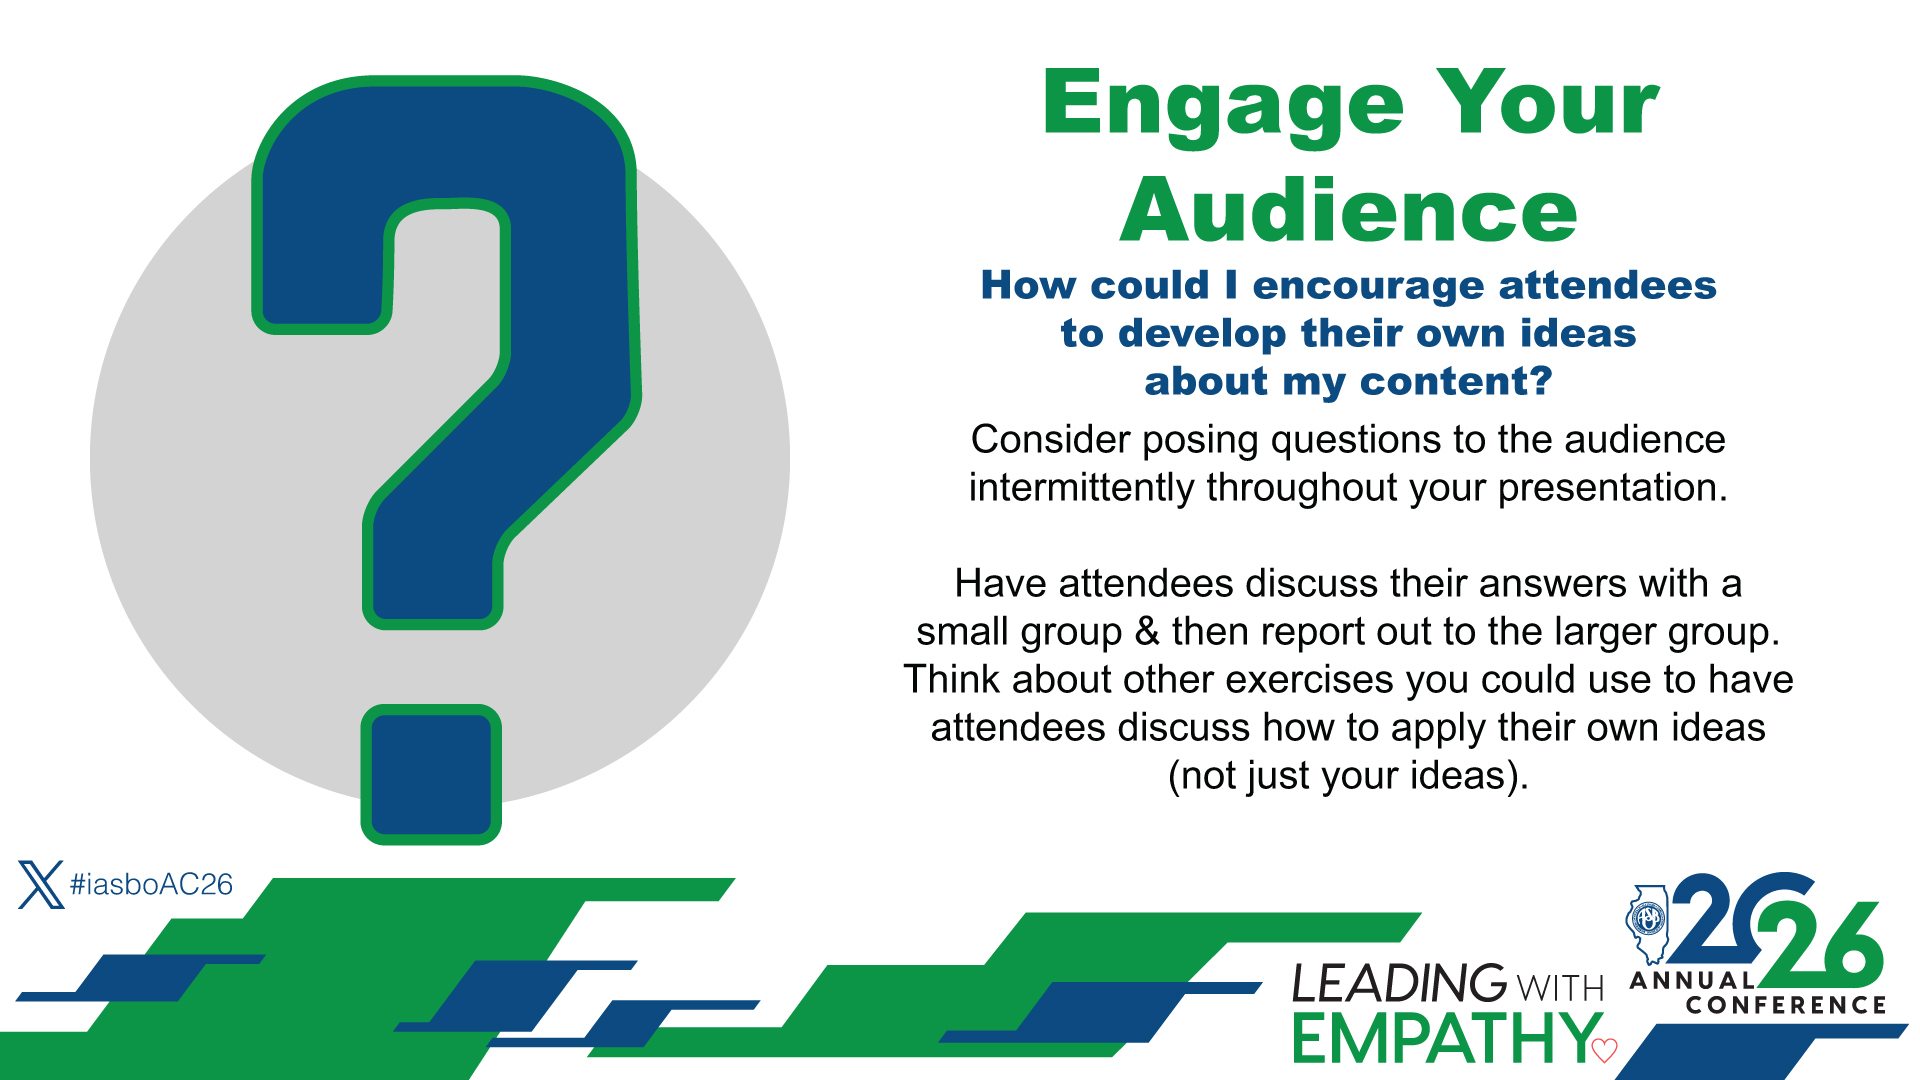 Engage Your
Audience
How could I encourage attendees
to develop their own ideas
about my content?
Consider posing questions to the audience
intermittently throughout your presentation.
Have attendees discuss their answers with a
small group & then report out to the larger group.
Think about other exercises you could use to have
attendees discuss how to apply their own ideas
(not just your ideas).
#iasboAC26
LEADING WITH
EMPATHY
2026
ANNUAL
CONFERENCE